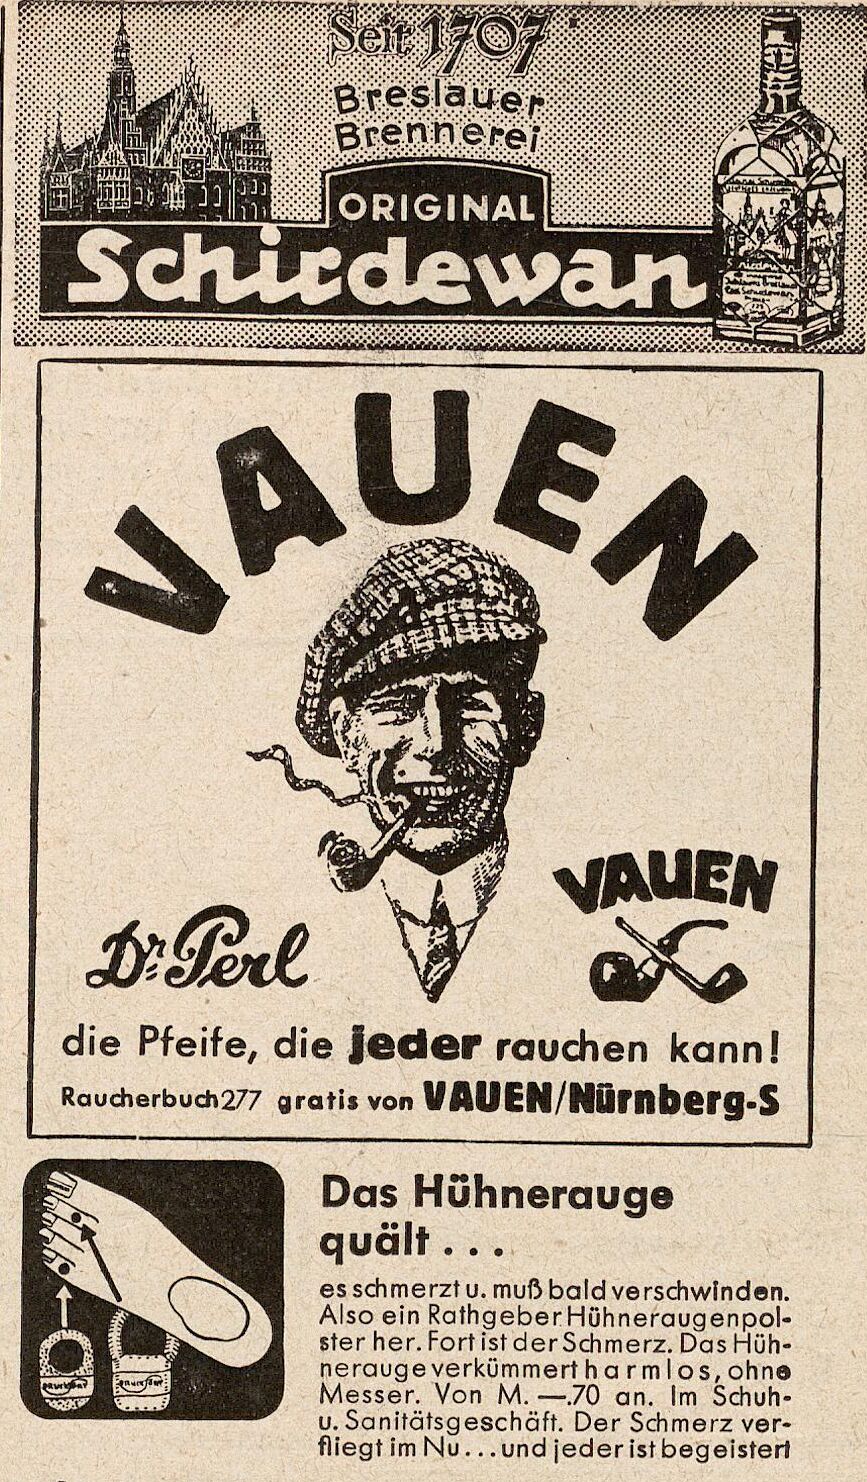 Seit 1707
Breslauer
Brennerei
ORIGINAL
Schirdewan
VAUEN
VAUEN
Dr. Perl
die Pfeife, die jeder rauchen kann!
Raucherbuch 277 gratis von VAUEN/Nürnberg-S
Das Hühnerauge
quält...
es schmerzt u. muß bald verschwinden.
Also ein Rathgeber Hühneraugenpol-
ster her. Fort ist der Schmerz. Das Hüh-
nerauge verkümmert harmlos, ohne
Messer. Von M. —.70 an. Im Schuh-
u. Sanitätsgeschäft. Der Schmerz ver-
fliegt im Nu...und jeder ist begeistert